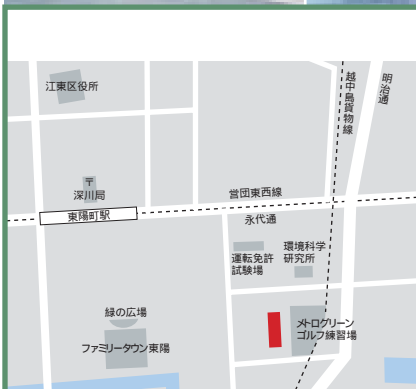 江東区役所
越中島貨物線
明治通
〒
深川局
営団東西線
東陽町駅
永代通
運転免許
試験場
環境科学
研究所
緑の広場
メトログリーン
ゴルフ練習場
ファミリータウン東陽